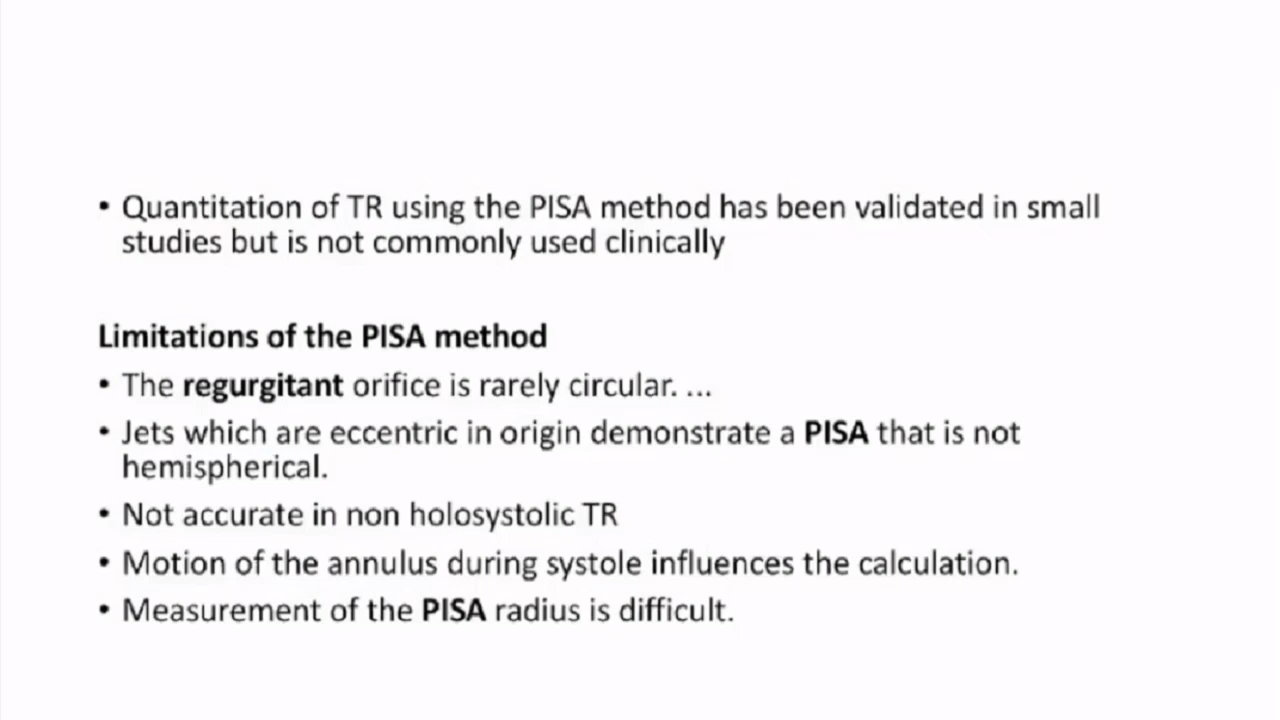 • Quantitation of TR using the PISA method has been validated in small
studies but is not commonly used clinically
Limitations of the PISA method
• The regurgitant orifice is rarely circular. ...
• Jets which are eccentric in origin demonstrate a PISA that is not
hemispherical.
• Not accurate in non holosystolic TR
• Motion of the annulus during systole influences the calculation.
• Measurement of the PISA radius is difficult.